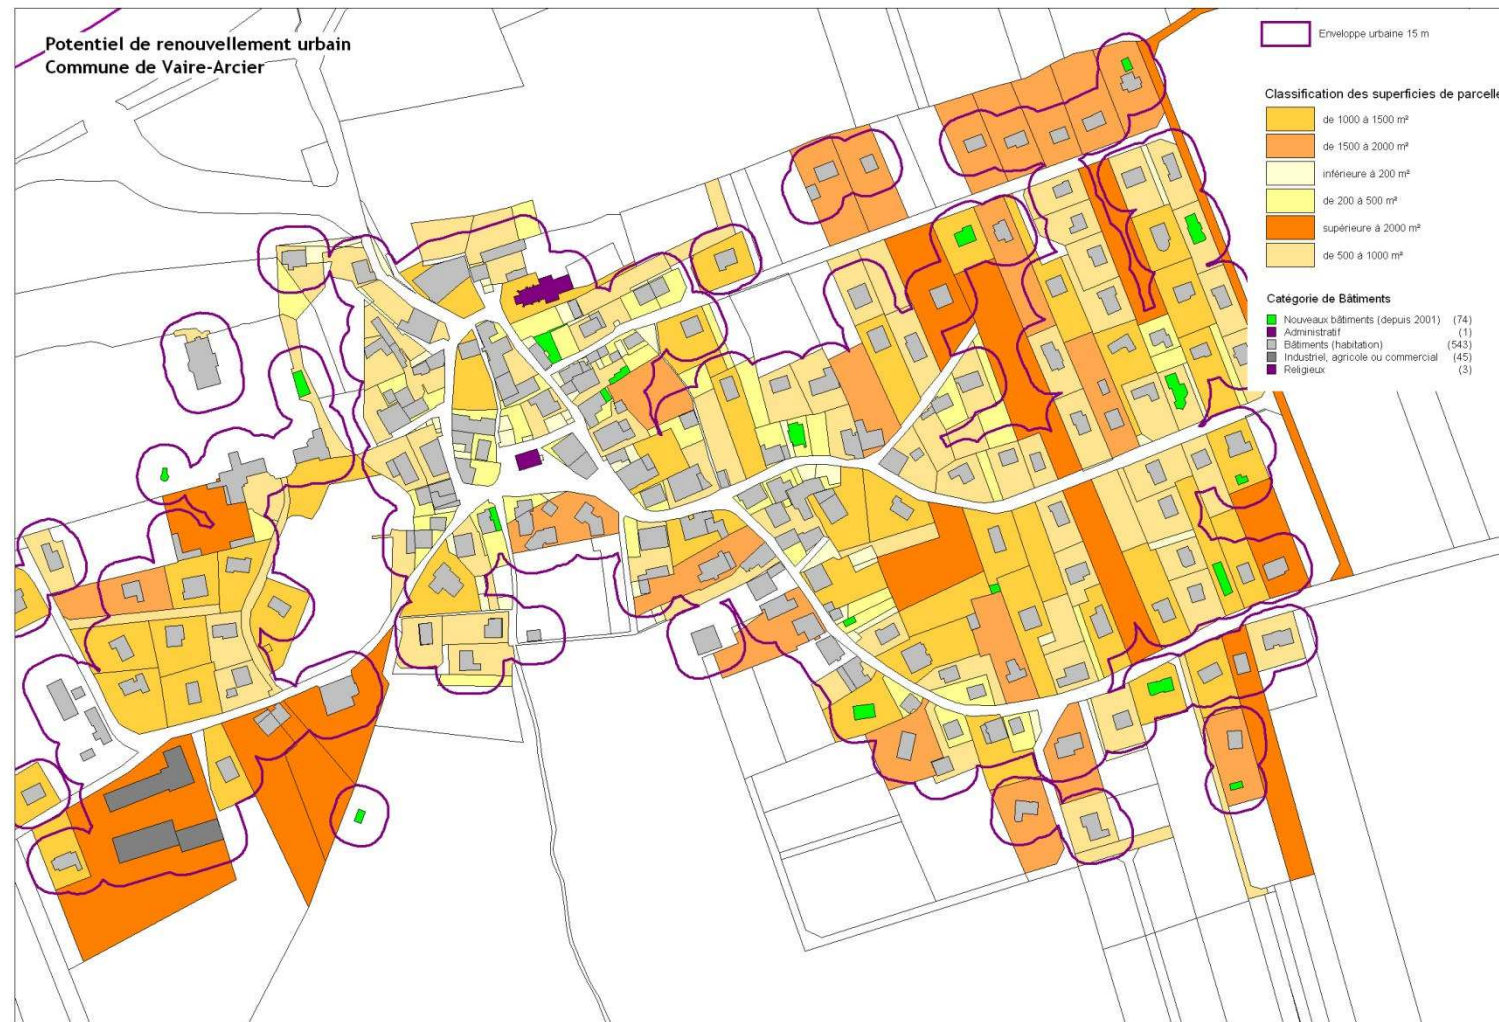 Potentiel de renouvellement urbain
Commune de Vaire-Arcier
Enveloppe urbaine 15 m
Classification des superficies de parcelle
de 1000 à 1500 m²
de 1500 à 2000 m²
inférieure à 200 m²
de 200 à 500 m²
supérieure à 2000 m²
de 500 à 1000 m²
Catégorie de Bâtiments
Nouveaux bâtiments (depuis 2001) (74)
Administratif (1)
Bâtiments (habitation) (543)
Industriel, agricole ou commercial (45)
Religieux (3)